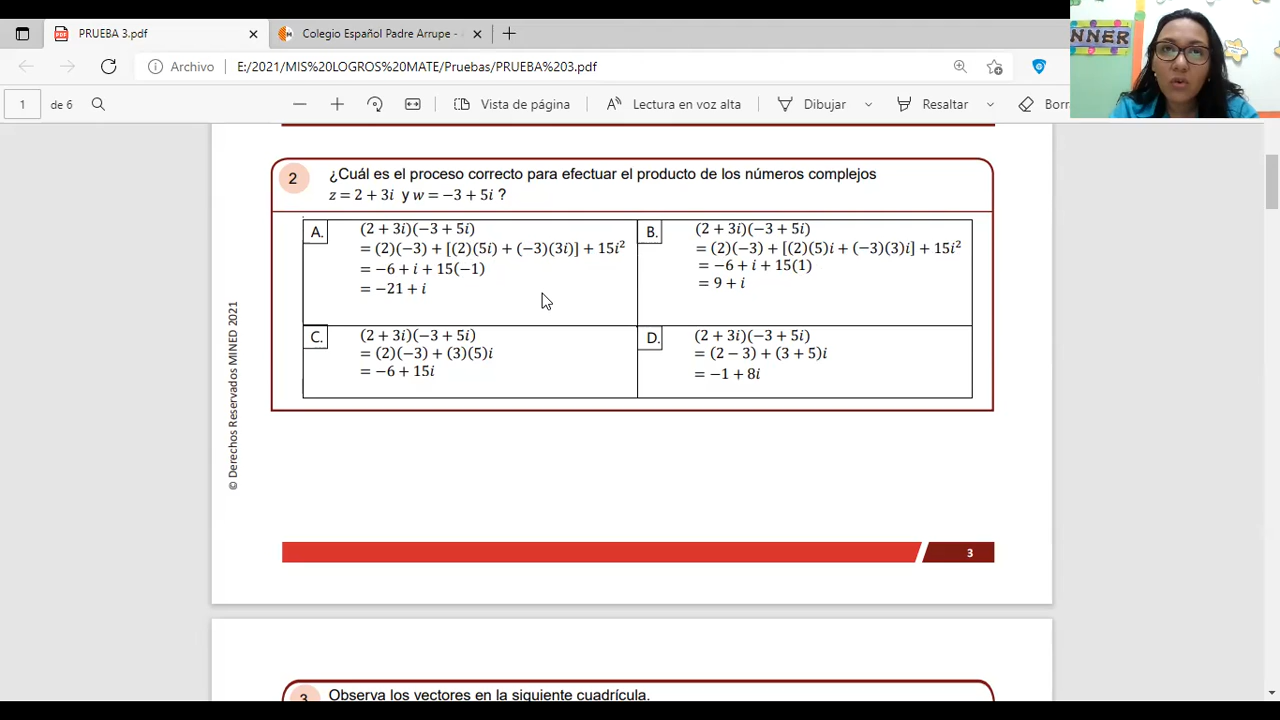 PRUEBA 3.pdf
Colegio Español Padre Arrupe -
Archivo
E:/2021/MIS%20LOGROS%20MATE/Pruebas/PRUEBA%203.pdf
NNER
1 de 6
Vista de página
Lectura en voz alta
Dibujar
Resaltar
Borra
2
¿Cuál es el proceso correcto para efectuar el producto de los números complejos
z = 2 + 3i y w = −3 + 5i ?
A.
(2 + 3i)(−3 + 5i)
= (2)(−3) + [(2)(5i) + (−3)(3i)] + 15i²
= −6 + i + 15(−1)
= −21 + i
B.
(2 + 3i)(−3 + 5i)
= (2)(−3) + [(2)(5)i + (−3)(3)i] + 15i²
= −6 + i + 15(1)
= 9 + i
C.
(2 + 3i)(−3 + 5i)
= (2)(−3) + (3)(5)i
= −6 + 15i
D.
(2 + 3i)(−3 + 5i)
= (2 − 3) + (3 + 5)i
= −1 + 8i
© Derechos Reservados MINED 2021
3
3
Observa los vectores en la siguiente cuadrícula.